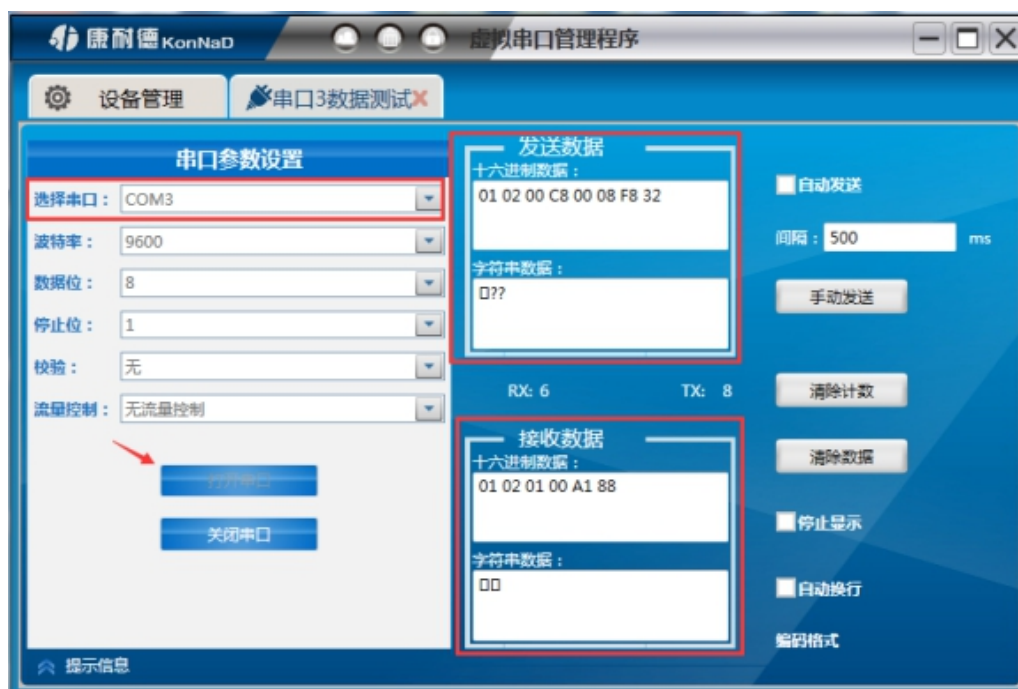 康耐德 KonNaD
虚拟串口管理程序
设备管理
串口3数据测试
串口参数设置
选择串口： COM3
波特率： 9600
数据位： 8
停止位： 1
校验： 无
流量控制： 无流量控制
打开串口
关闭串口
提示信息
发送数据
十六进制数据：
01 02 00 C8 00 08 F8 32
字符串数据：
□??
RX: 6 TX: 8
接收数据
十六进制数据：
01 02 01 00 A1 88
字符串数据：
□□
自动发送
间隔： 500 ms
手动发送
清除计数
清除数据
停止显示
自动换行
编码格式